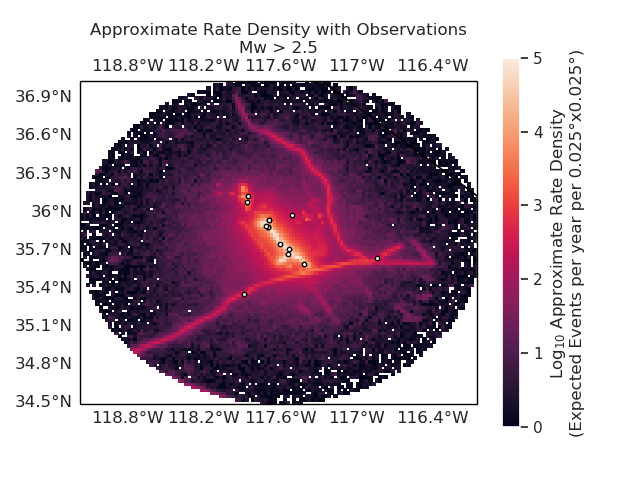 Approximate Rate Density with Observations
Mw > 2.5
118.8°W 118.2°W 117.6°W 117°W 116.4°W
36.9°N
36.6°N
36.3°N
36°N
35.7°N
35.4°N
35.1°N
34.8°N
34.5°N
118.8°W 118.2°W 117.6°W 117°W 116.4°W
5
4
3
2
1
0
Log₁₀ Approximate Rate Density
(Expected Events per year per 0.025°x0.025°)